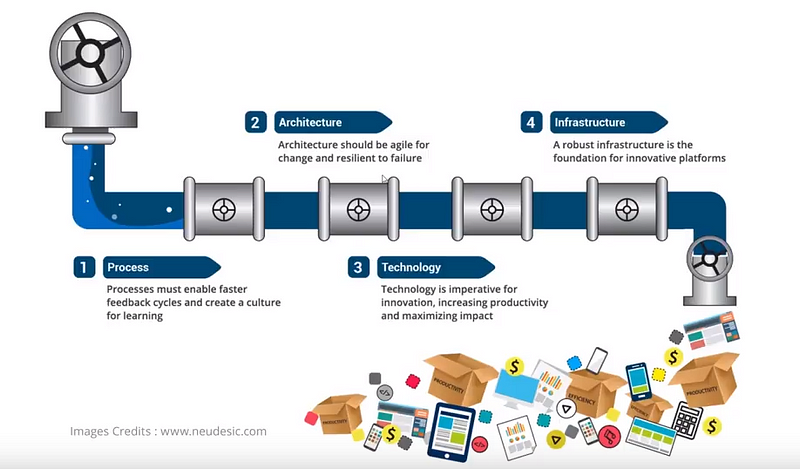 2 Architecture
Architecture should be agile for
change and resilient to failure
4 Infrastructure
A robust infrastructure is the
foundation for innovative platforms
1 Process
Processes must enable faster
feedback cycles and create a culture
for learning
3 Technology
Technology is imperative for
innovation, increasing productivity
and maximizing impact
PRODUCTIVITY
EFFICIENCY
PRODUCTIVITY
PRODUCTIVITY
$
$
$
$
$
</>
</>
Images Credits : www.neudesic.com